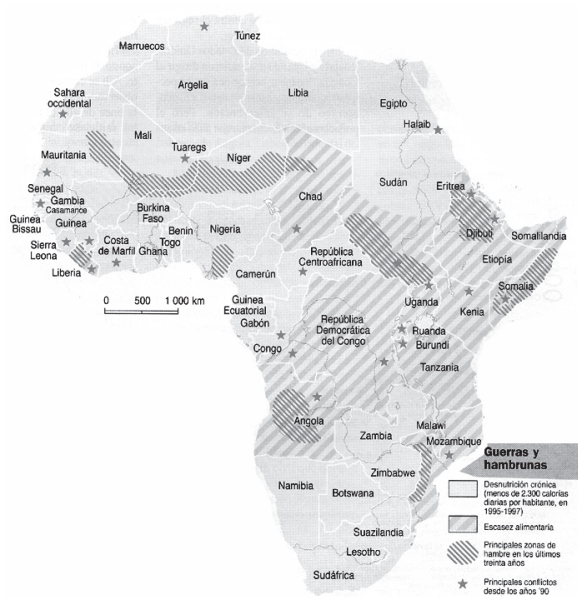 Marruecos
Túnez
Argelia
Libia
Egipto
Sahara
occidental
Halaib
Mali
Mauritania
Tuaregs
Níger
Chad
Sudán
Eritrea
Senegal
Gambia
Casamance
Guinea
Bissau
Guinea
Burkina
Faso
Benin
Togo
Nigeria
Djibuti
Somalilandia
Sierra
Leona
Costa
de Marfil
Ghana
Liberia
Camerún
República
Centroafricana
Etiopía
Somalia
0 500 1 000 km
Guinea
Ecuatorial
Gabón
Congo
República
Democrática
del Congo
Uganda
Kenia
Ruanda
Burundi
Tanzania
Angola
Zambia
Malawi
Mozambique
Zimbabwe
Namibia
Botswana
Suazilandia
Lesotho
Sudáfrica
Guerras y
hambrunas
Desnutrición crónica
(menos de 2.300 calorías
diarias por habitante, en
1995-1997)
Escasez alimentaria
Principales zonas de
hambre en los últimos
treinta años
Principales conflictos
desde los años '90